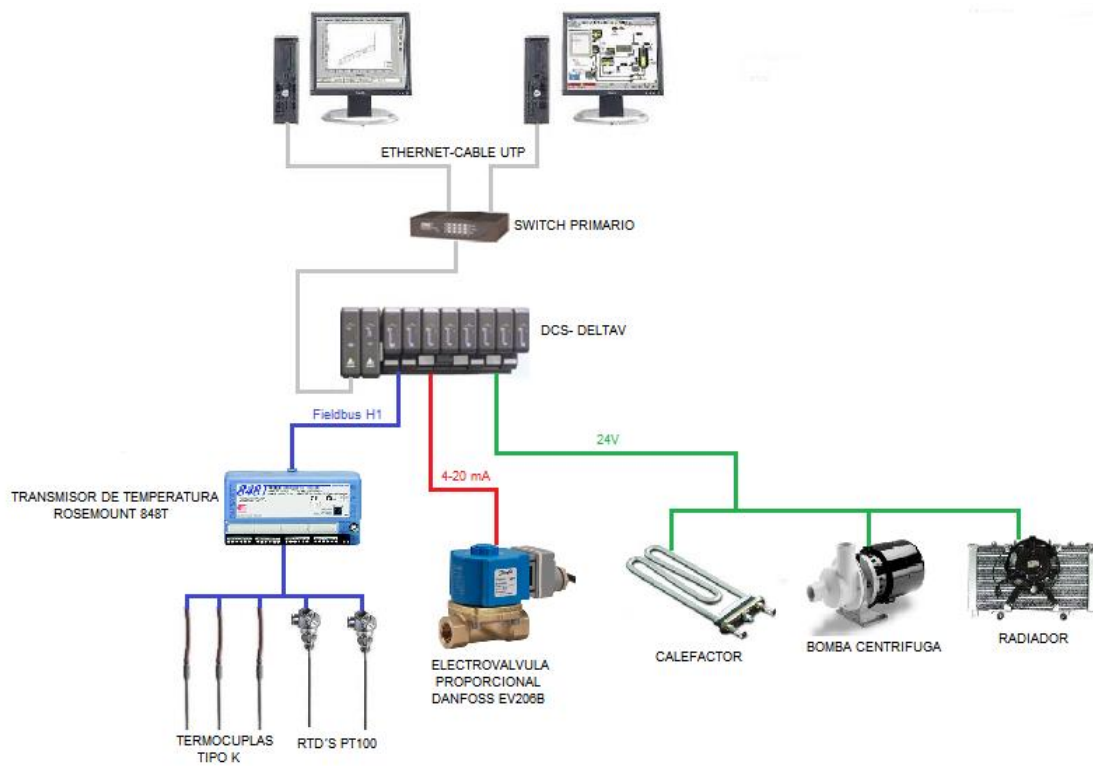 ETHERNET-CABLE UTP
SWITCH PRIMARIO
DCS- DELTAV
Fieldbus H1
24V
4-20 mA
TRANSMISOR DE TEMPERATURA
ROSEMOUNT 848T
848T
TERMOCUPLAS
TIPO K
RTD´S PT100
ELECTROVALVULA
PROPORCIONAL
DANFOSS EV206B
CALEFACTOR
BOMBA CENTRIFUGA
RADIADOR